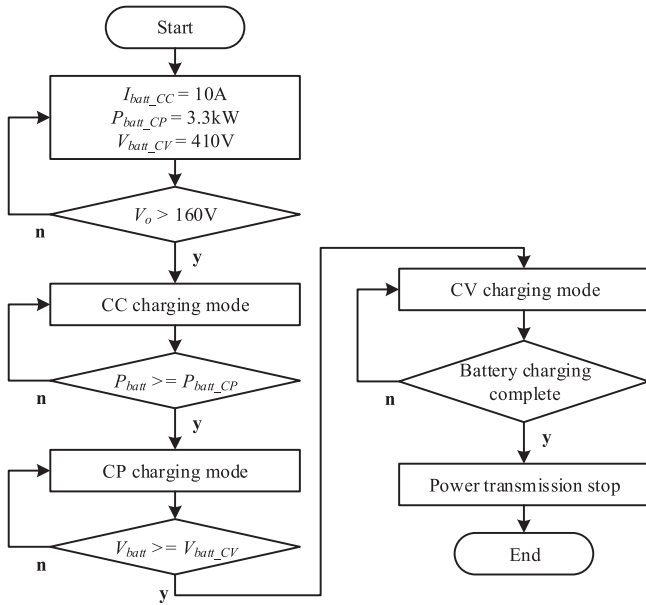 Start
I_batt_CC = 10A
P_batt_CP = 3.3kW
V_batt_CV = 410V
V_o > 160V
n
y
CC charging mode
P_batt >= P_batt_CP
n
y
CP charging mode
V_batt >= V_batt_CV
n
y
CV charging mode
Battery charging
complete
n
y
Power transmission stop
End